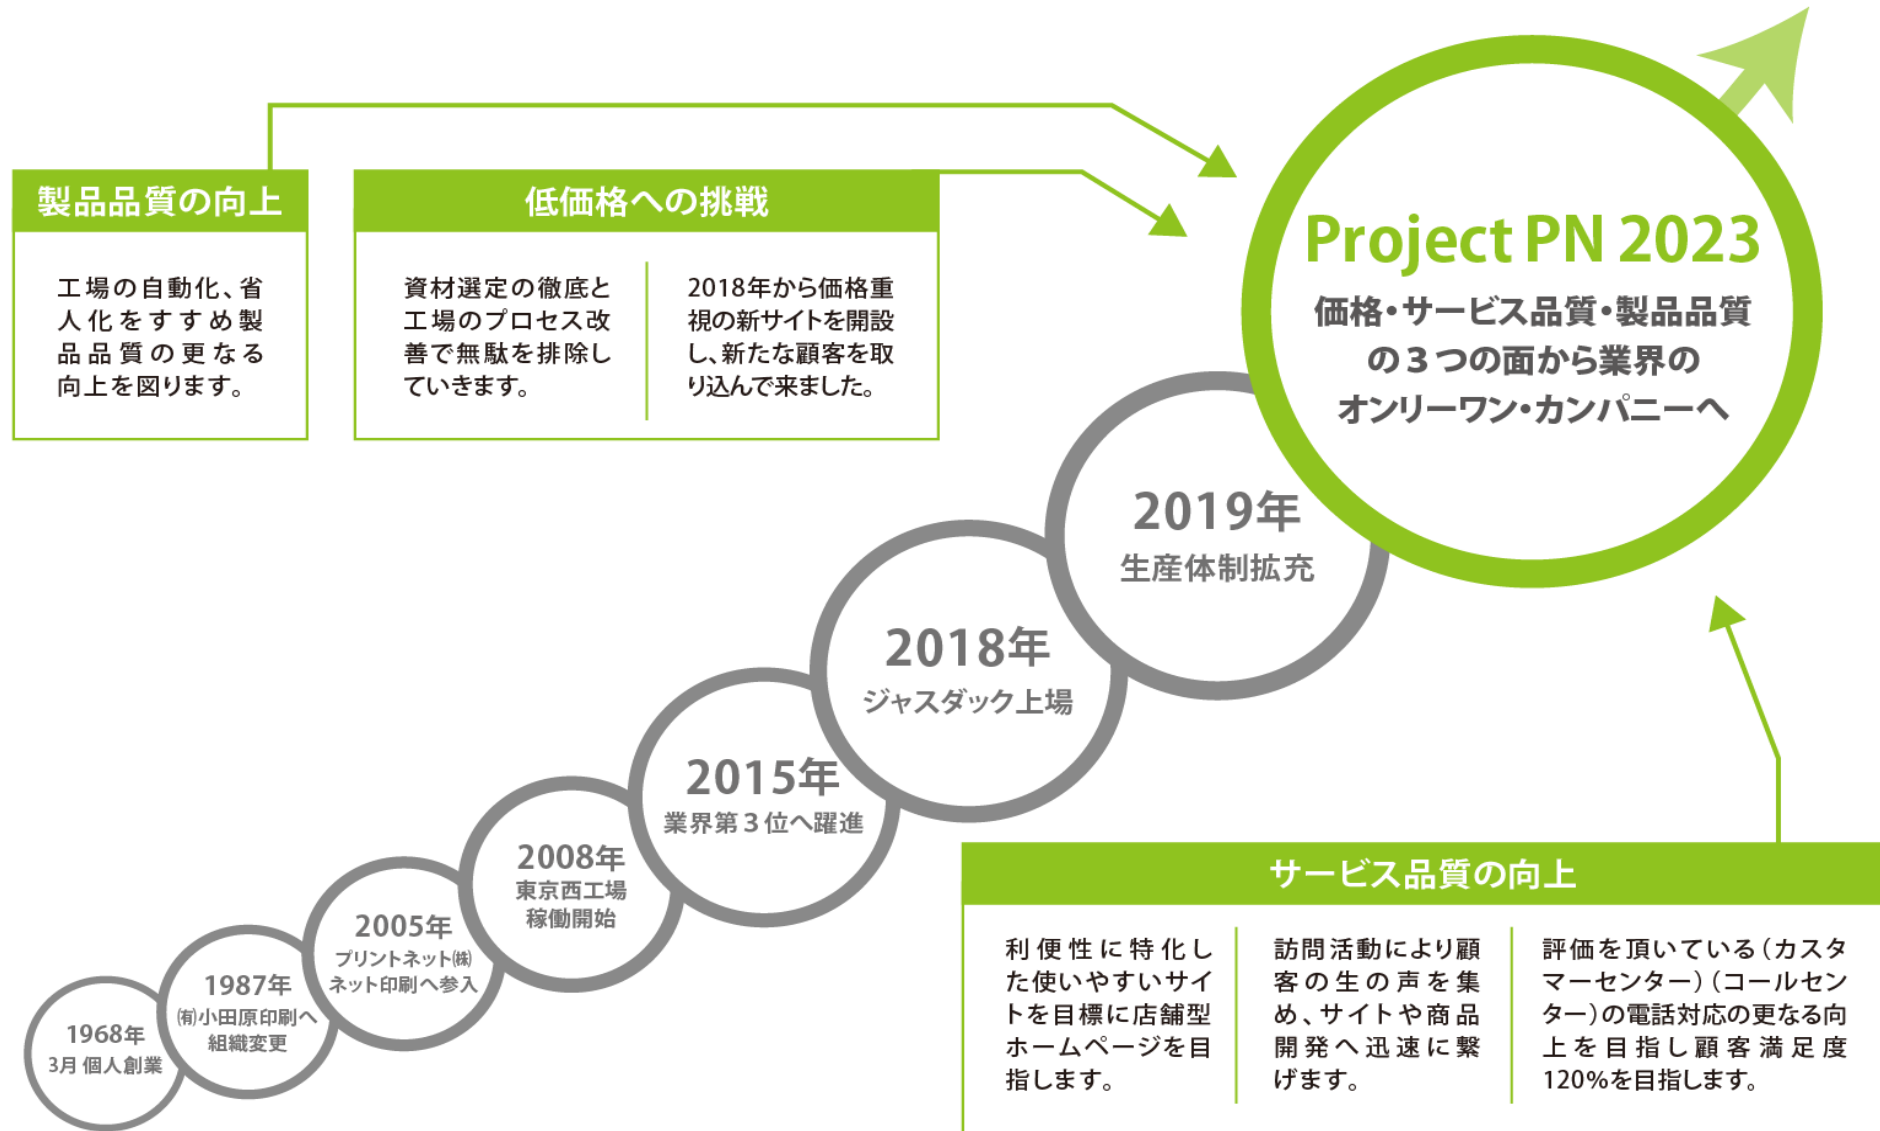 製品品質の向上
工場の自動化、省
人化をすすめ製
品品質の更なる
向上を図ります。
低価格への挑戦
資材選定の徹底と
工場のプロセス改
善で無駄を排除し
ていきます。
2018年から価格重
視の新サイトを開設
し、新たな顧客を取
り込んで来ました。
Project PN 2023
価格・サービス品質・製品品質
の3つの面から業界の
オンリーワン・カンパニーへ
2019年
生産体制拡充
2018年
ジャスダック上場
2015年
業界第3位へ躍進
2008年
東京西工場
稼働開始
2005年
プリントネット㈱
ネット印刷へ参入
1987年
㈲小田原印刷へ
組織変更
1968年
3月 個人創業
サービス品質の向上
利便性に特化し
た使いやすいサイ
トを目標に店舗型
ホームページを目
指します。
訪問活動により顧
客の生の声を集
め、サイトや商品
開発へ迅速に繋
げます。
評価を頂いている(カスタ
マーセンター)(コールセン
ター)の電話対応の更なる向
上を目指し顧客満足度
120%を目指します。